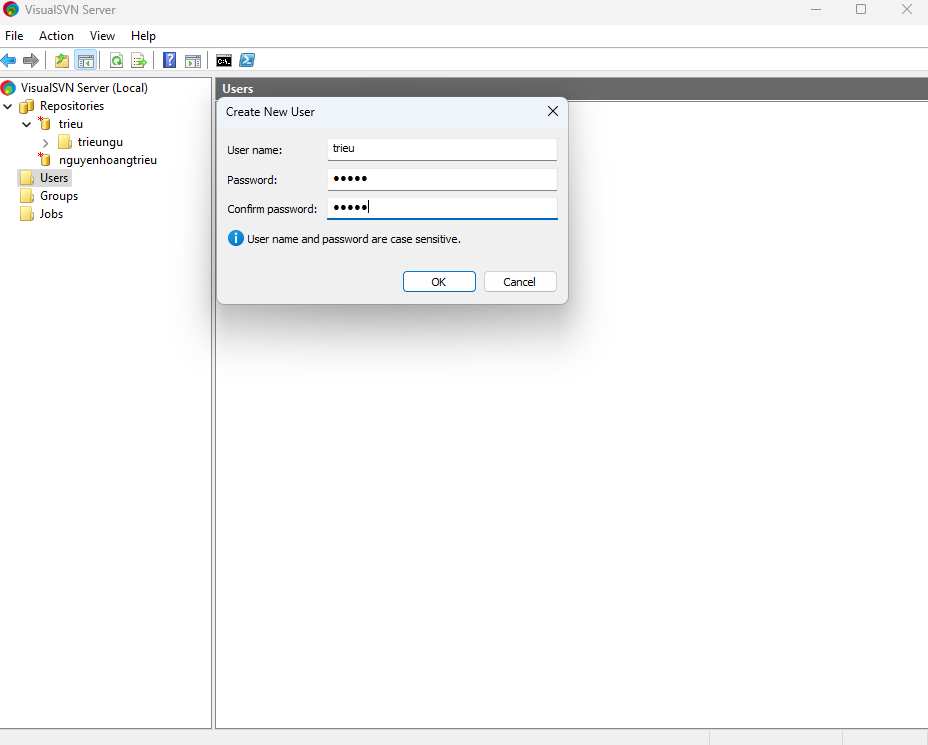 VisualSVN Server
File Action View Help
VisualSVN Server (Local)
Repositories
trieu
trieungu
nguyenhoangtrieu
Users
Groups
Jobs
Users
Create New User
User name: trieu
Password: •••••
Confirm password: •••••
User name and password are case sensitive.
OK Cancel